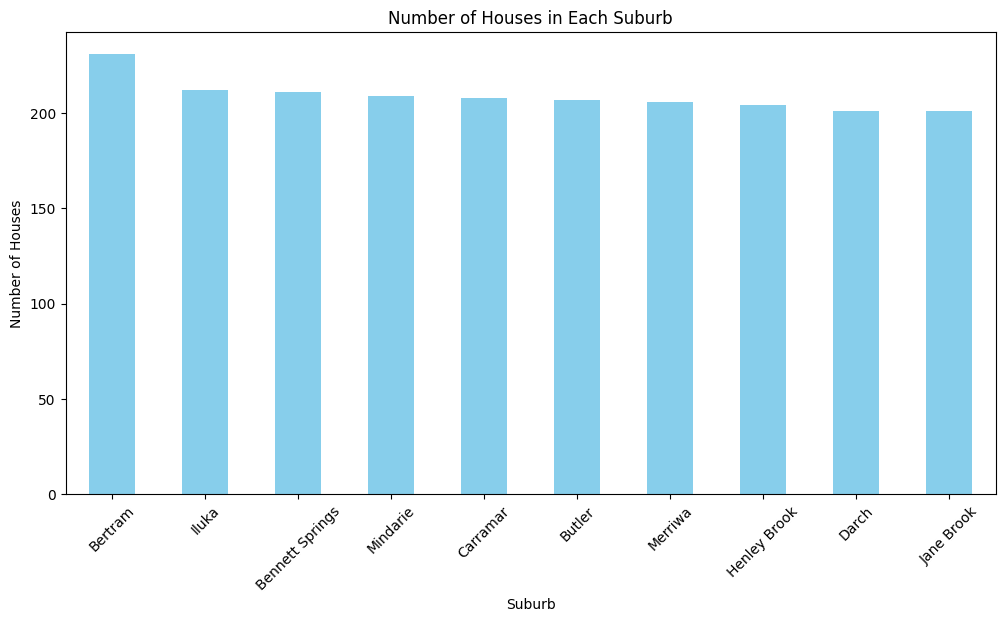 Number of Houses in Each Suburb
Number of Houses
200
150
100
50
0
Bertram
Iluka
Bennett Springs
Mindarie
Carramar
Butler
Merriwa
Henley Brook
Darch
Jane Brook
Suburb